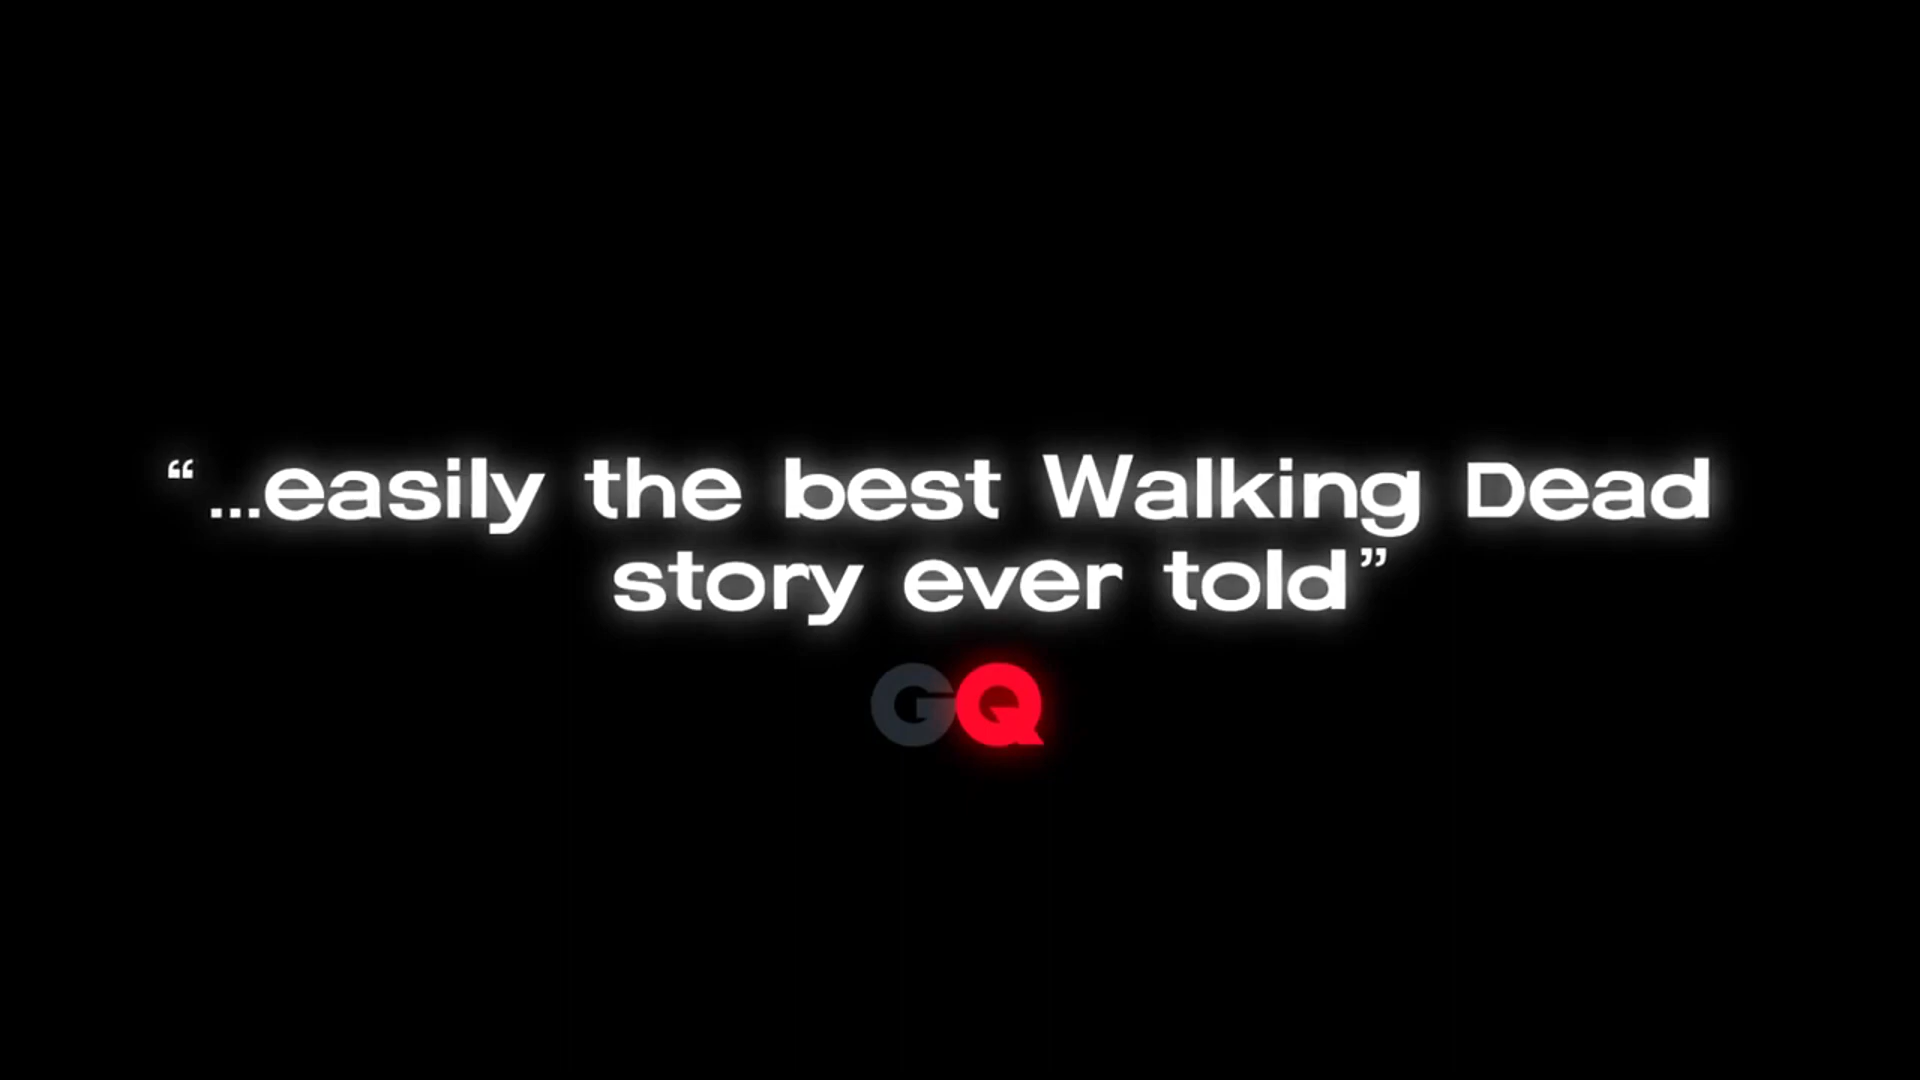 “...easily the best Walking Dead
story ever told”
GQ